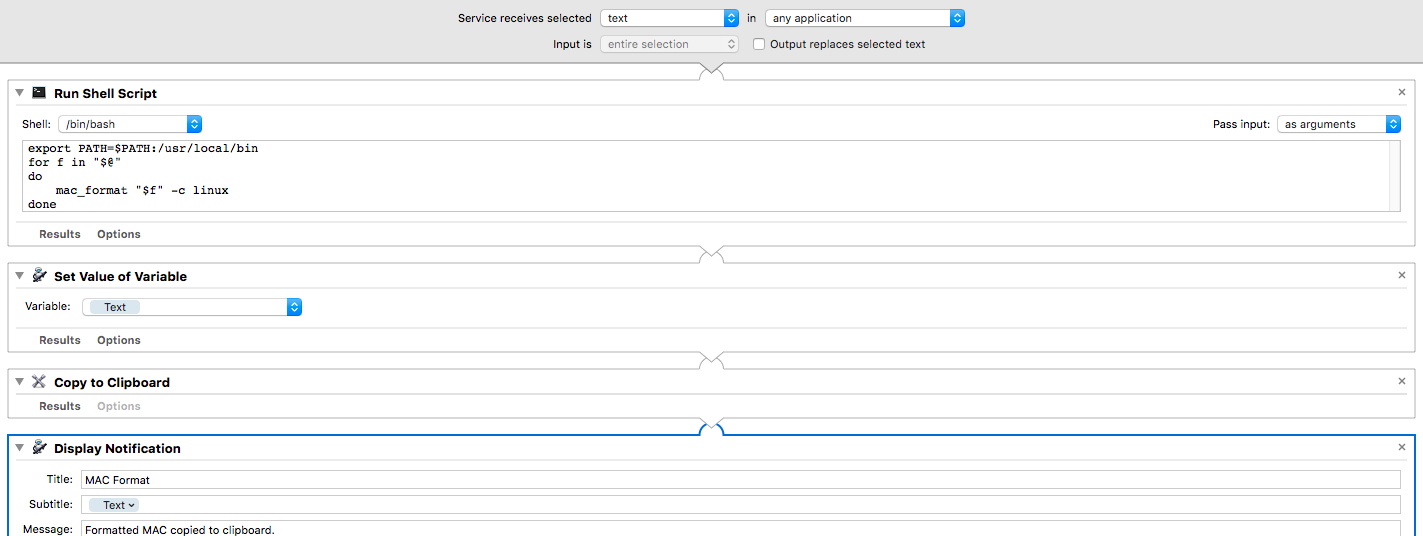 Service receives selected text in any application
Input is entire selection Output replaces selected text
Run Shell Script
Shell: /bin/bash Pass input: as arguments
export PATH=$PATH:/usr/local/bin
for f in "$@"
do
    mac_format "$f" -c linux
done
Results Options
Set Value of Variable
Variable: Text
Results Options
Copy to Clipboard
Results Options
Display Notification
Title: MAC Format
Subtitle: Text
Message: Formatted MAC copied to clipboard.